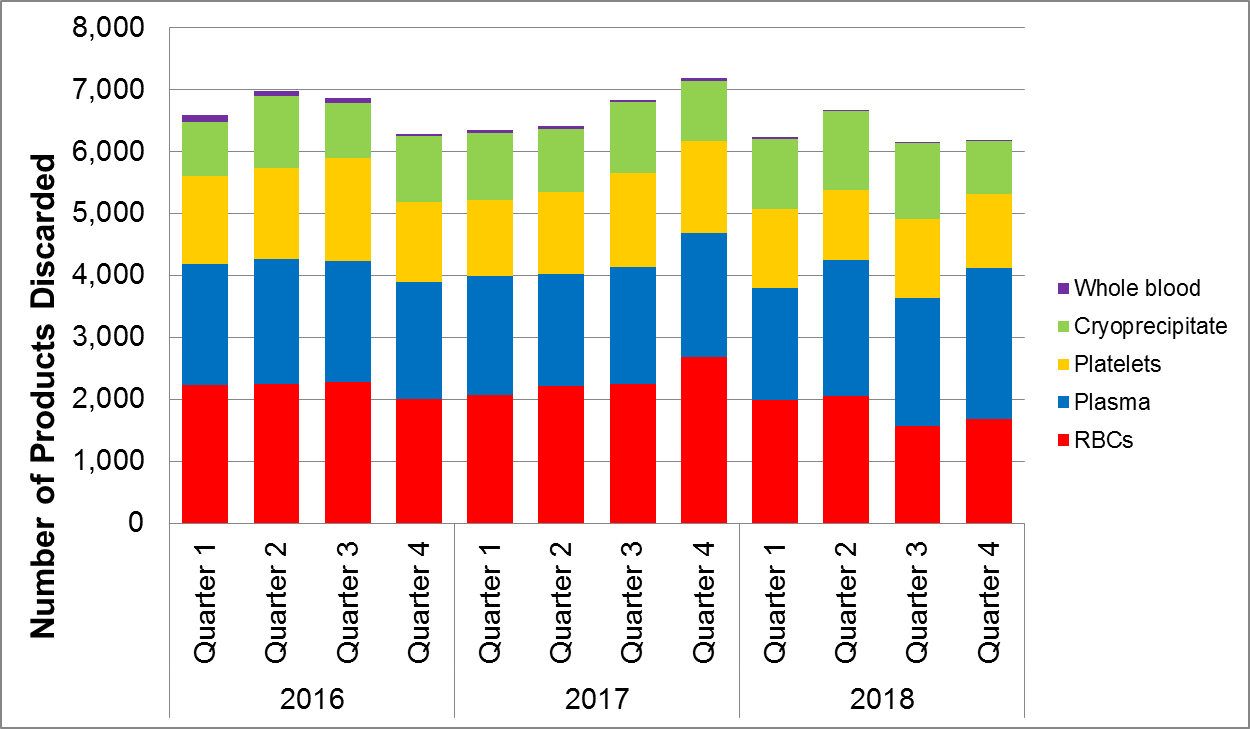 Number of Products Discarded
8,000
7,000
6,000
5,000
4,000
3,000
2,000
1,000
0
Whole blood
Cryoprecipitate
Platelets
Plasma
RBCs
Quarter 1
Quarter 2
Quarter 3
Quarter 4
Quarter 1
Quarter 2
Quarter 3
Quarter 4
Quarter 1
Quarter 2
Quarter 3
Quarter 4
2016
2017
2018